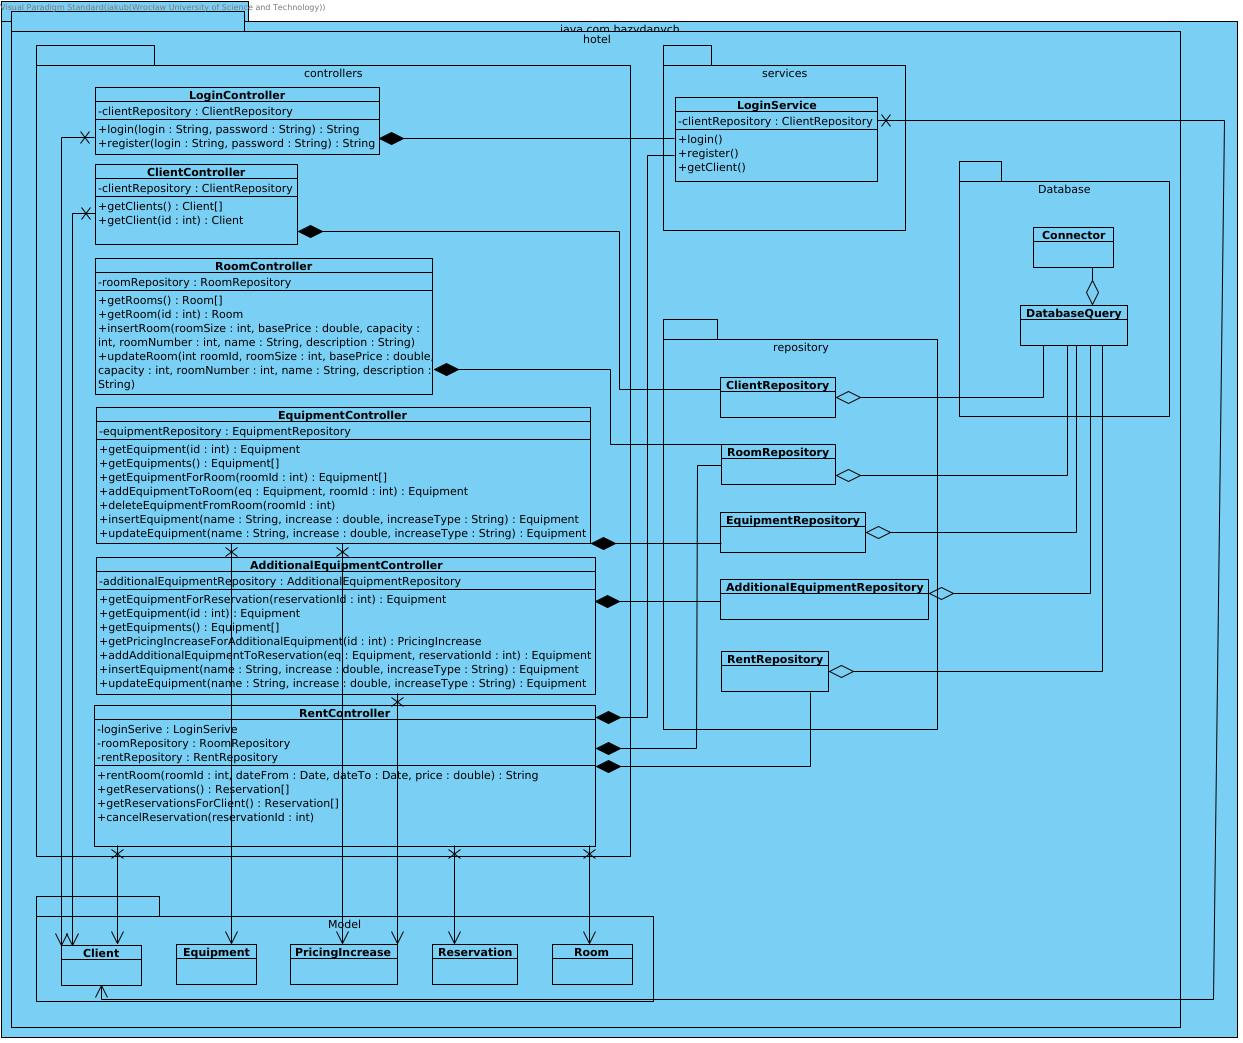 Visual Paradigm Standard(Jakub(Wrocław University of Science and Technology))
java.com.bazydanych
hotel
controllers
LoginController
-clientRepository : ClientRepository
+login(login : String, password : String) : String
+register(login : String, password : String) : String
ClientController
-clientRepository : ClientRepository
+getClients() : Client[]
+getClient(id : int) : Client
RoomController
-roomRepository : RoomRepository
+getRooms() : Room[]
+getRoom(id : int) : Room
+insertRoom(roomSize : int, basePrice : double, capacity :
int, roomNumber : int, name : String, description : String)
+updateRoom(int roomId, roomSize : int, basePrice : double,
capacity : int, roomNumber : int, name : String, description :
String)
EquipmentController
-equipmentRepository : EquipmentRepository
+getEquipment(id : int) : Equipment
+getEquipments() : Equipment[]
+getEquipmentForRoom(roomId : int) : Equipment[]
+addEquipmentToRoom(eq : Equipment, roomId : int) : Equipment
+deleteEquipmentFromRoom(roomId : int)
+insertEquipment(name : String, increase : double, increaseType : String) : Equipment
+updateEquipment(name : String, increase : double, increaseType : String) : Equipment
AdditionalEquipmentController
-additionalEquipmentRepository : AdditionalEquipmentRepository
+getEquipmentForReservation(reservationId : int) : Equipment
+getEquipment(id : int) : Equipment
+getEquipments() : Equipment[]
+getPricingIncreaseForAdditionalEquipment(id : int) : PricingIncrease
+addAdditionalEquipmentToReservation(eq : Equipment, reservationId : int) : Equipment
+insertEquipment(name : String, increase : double, increaseType : String) : Equipment
+updateEquipment(name : String, increase : double, increaseType : String) : Equipment
RentController
-loginSerive : LoginSerive
-roomRepository : RoomRepository
-rentRepository : RentRepository
+rentRoom(roomId : int, dateFrom : Date, dateTo : Date, price : double) : String
+getReservations() : Reservation[]
+getReservationsForClient() : Reservation[]
+cancelReservation(reservationId : int)
services
LoginService
-clientRepository : ClientRepository
+login()
+register()
+getClient()
Database
Connector
DatabaseQuery
repository
ClientRepository
RoomRepository
EquipmentRepository
AdditionalEquipmentRepository
RentRepository
Model
Client
Equipment
PricingIncrease
Reservation
Room